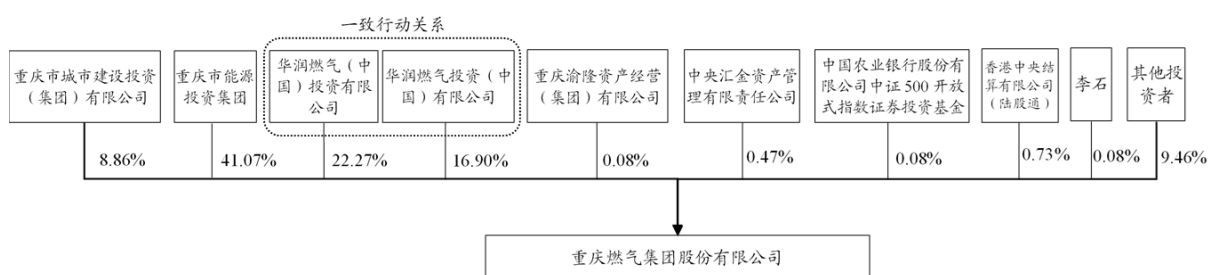 一致行动关系
重庆市城市建设投资
（集团）有限公司
重庆市能源
投资集团
华润燃气（中
国）投资有限
公司
华润燃气投资（中
国）有限公司
重庆渝隆资产经营
（集团）有限公司
中央汇金资产管
理有限责任公司
中国农业银行股份有
限公司中证500开放
式指数证券投资基金
香港中央结
算有限公司
（陆股通）
李石
其他投
资者
8.86%
41.07%
22.27%
16.90%
0.08%
0.47%
0.08%
0.73%
0.08%
9.46%
重庆燃气集团股份有限公司